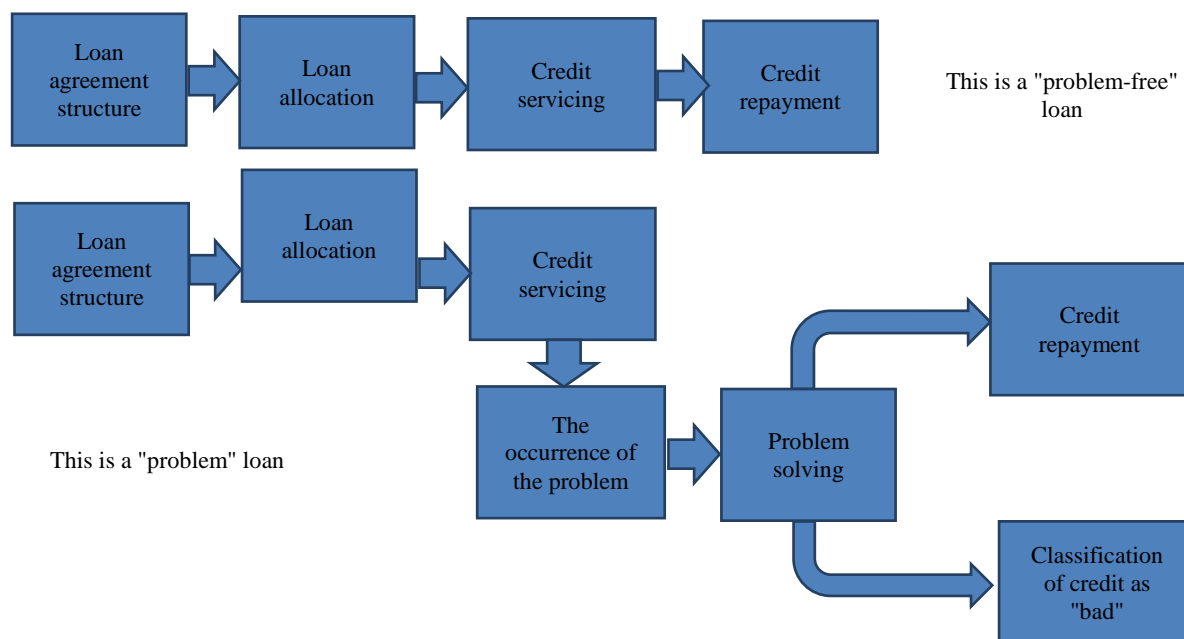 Loan
agreement
structure
Loan
allocation
Credit
servicing
Credit
repayment
This is a "problem-free"
loan
Loan
agreement
structure
Loan
allocation
Credit
servicing
Credit
repayment
The
occurrence of
the problem
Problem
solving
This is a "problem" loan
Classification
of credit as
"bad"